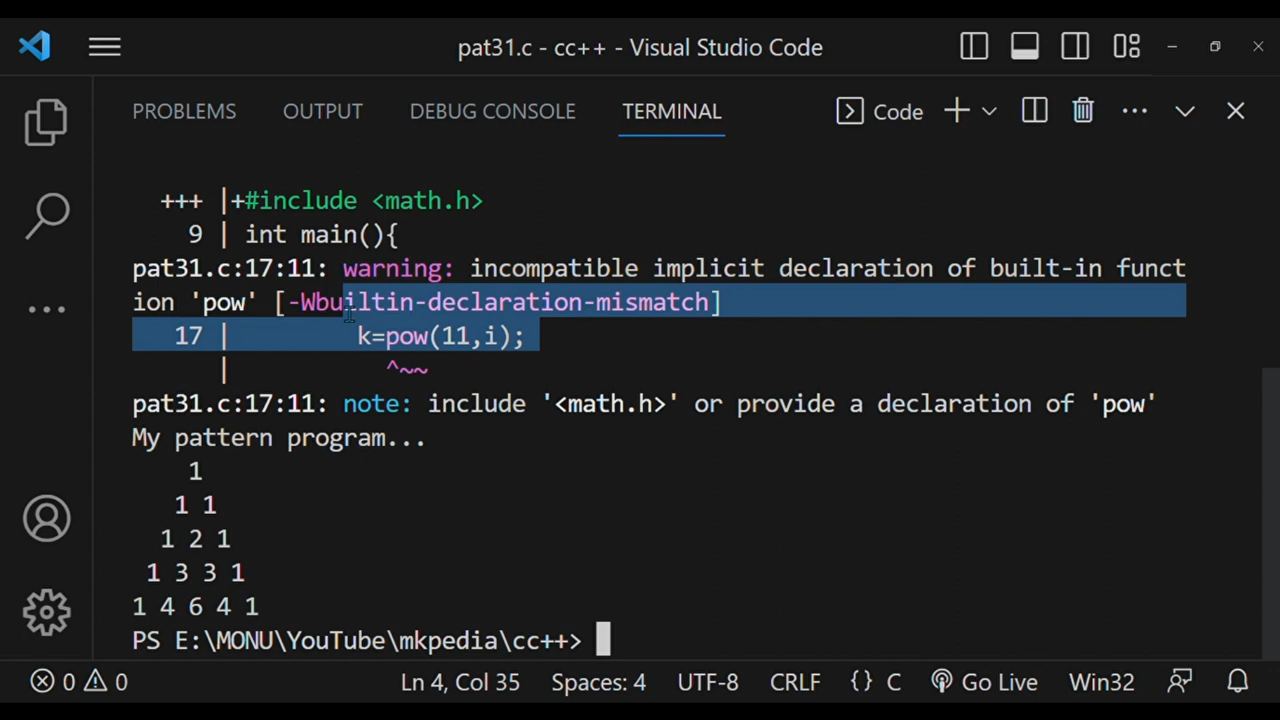 pat31.c - cc++ - Visual Studio Code
PROBLEMS OUTPUT DEBUG CONSOLE TERMINAL Code
+++ |+#include <math.h>
9 | int main(){
pat31.c:17:11: warning: incompatible implicit declaration of built-in funct
ion 'pow' [-Wbuiltin-declaration-mismatch]
17 | k=pow(11,i);
| ^~~
pat31.c:17:11: note: include '<math.h>' or provide a declaration of 'pow'
My pattern program...
1
1 1
1 2 1
1 3 3 1
1 4 6 4 1
PS E:\MONU\YouTube\mkpedia\cc++>
0 0 Ln 4, Col 35 Spaces: 4 UTF-8 CRLF {} C Go Live Win32